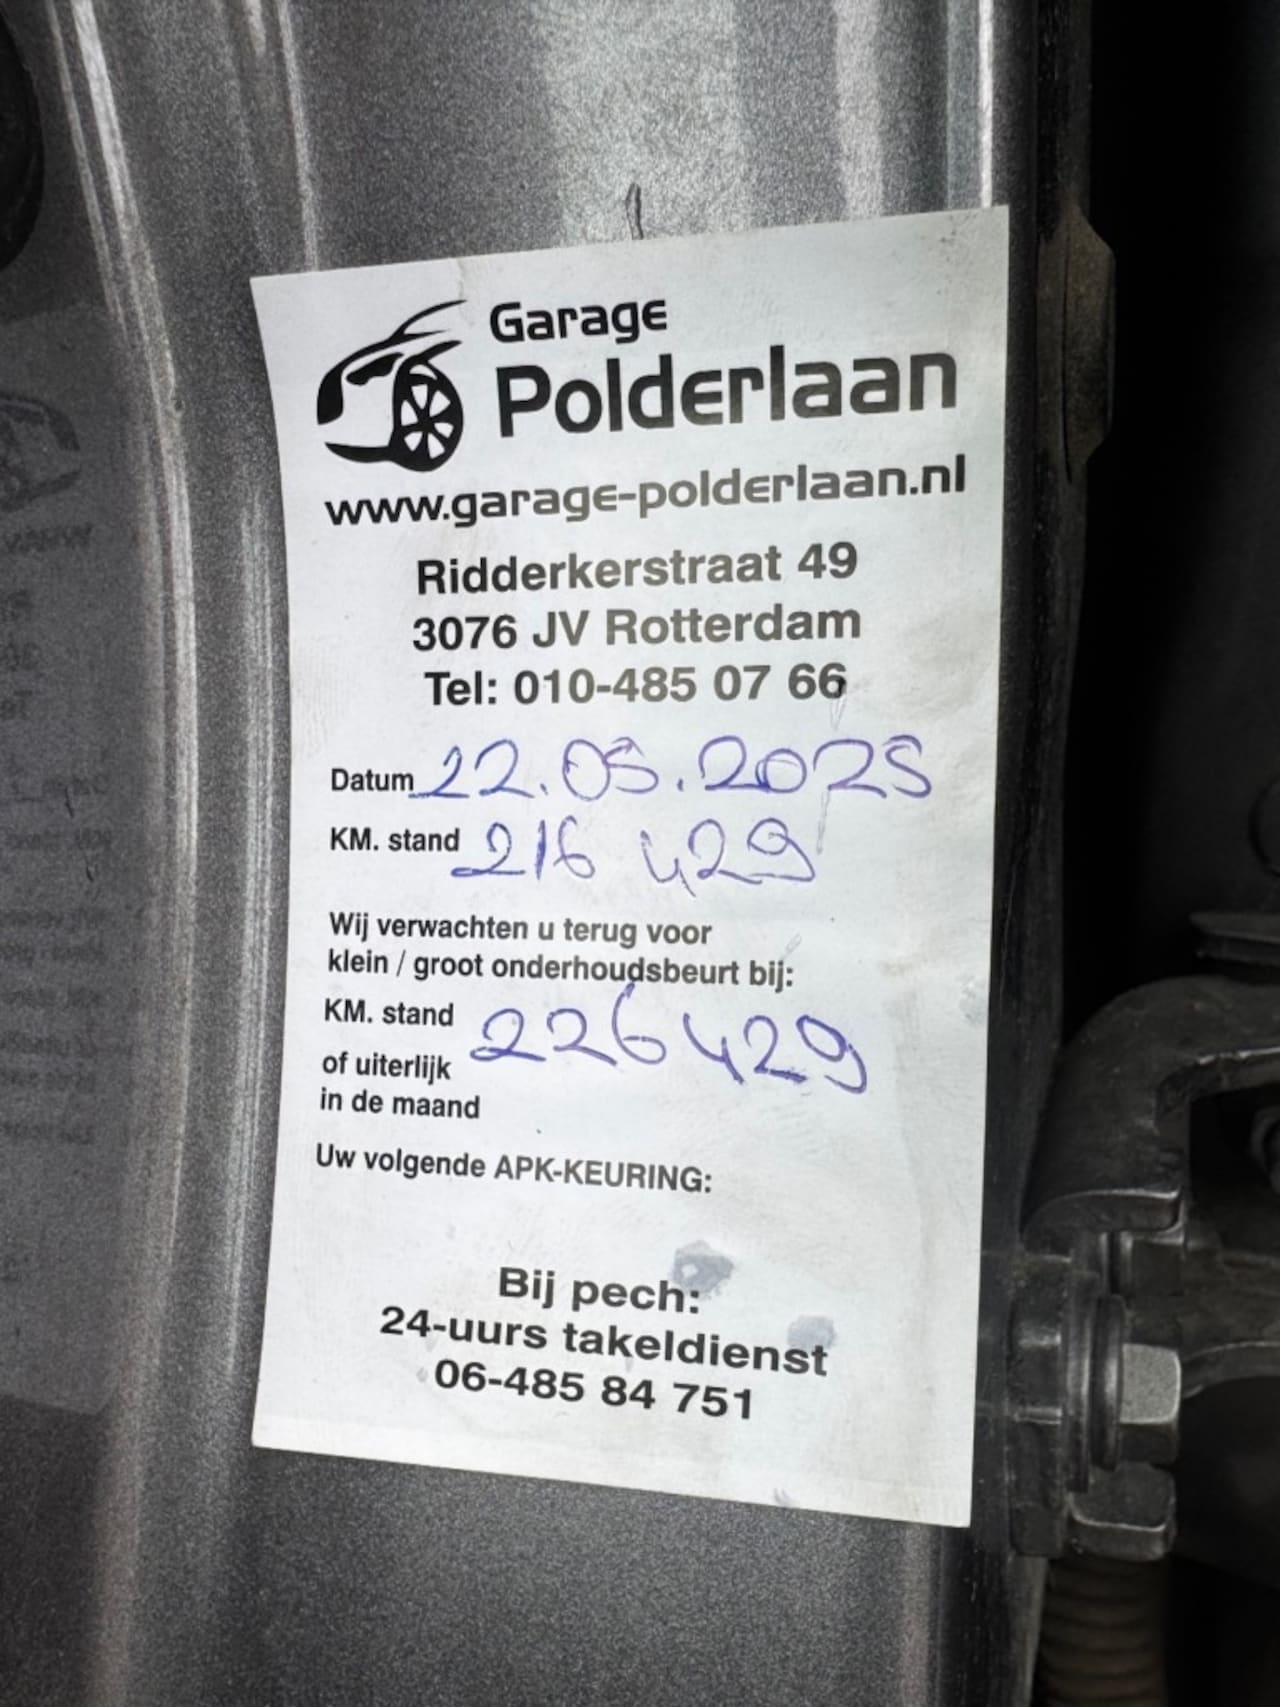 Garage
Polderlaan
www.garage-polderlaan.nl
Ridderkerstraat 49
3076 JV Rotterdam
Tel: 010-485 07 66
Datum 22.05.2025
KM. stand 216 429
Wij verwachten u terug voor
klein / groot onderhoudsbeurt bij:
KM. stand 226429
of uiterlijk
in de maand
Uw volgende APK-KEURING:
Bij pech:
24-uurs takeldienst
06-485 84 751